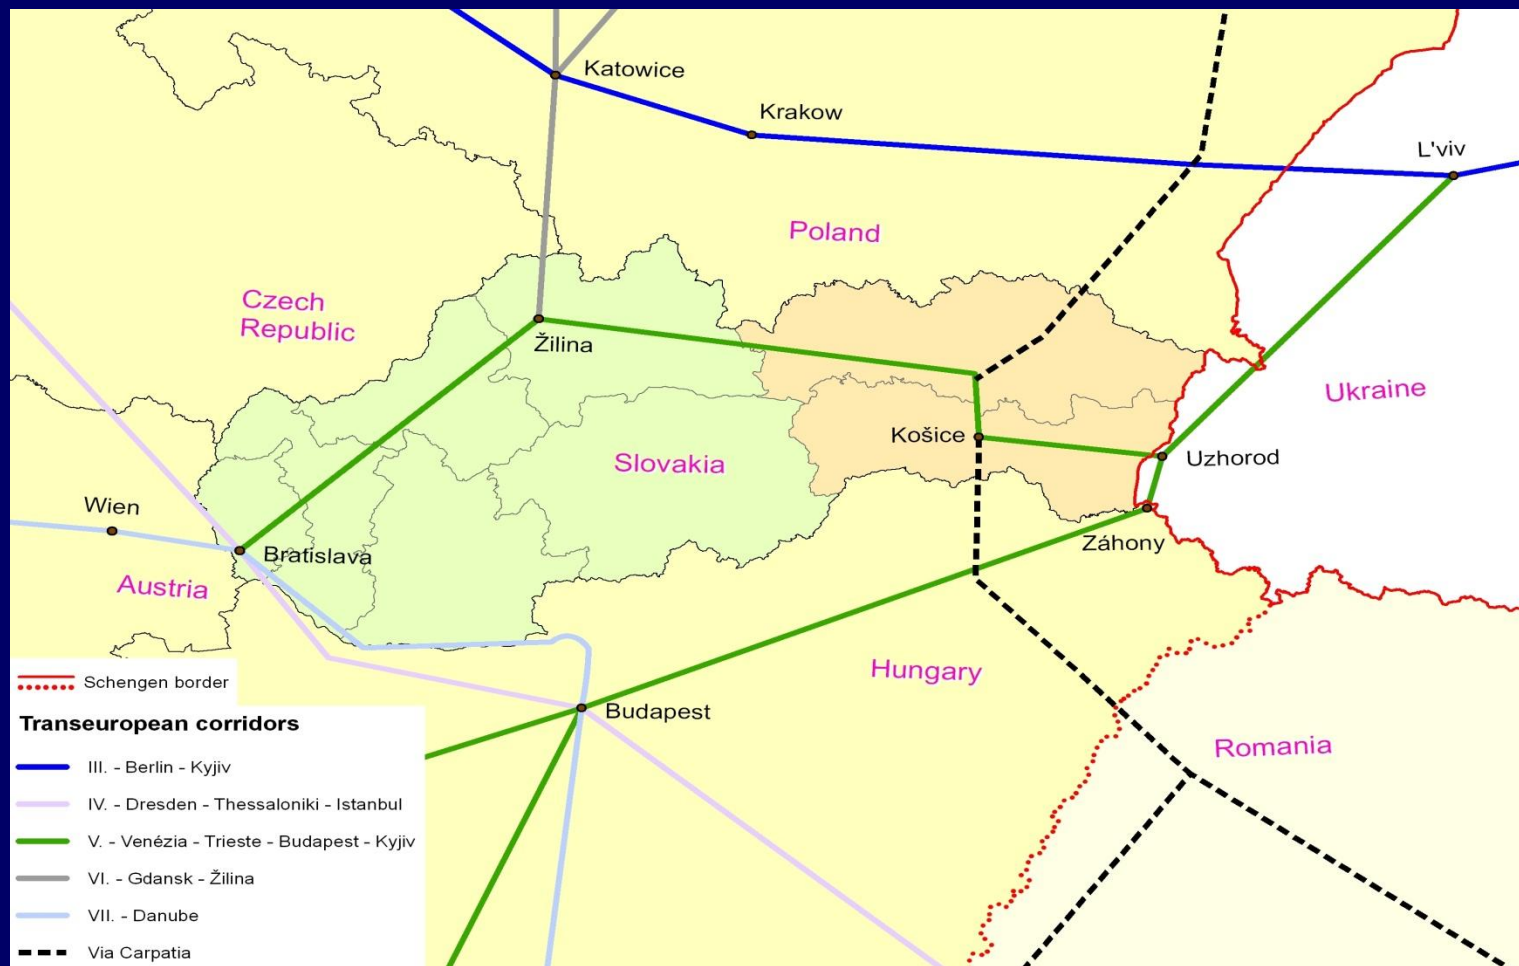 Katowice
Krakow
L'viv
Poland
Czech
Republic
Žilina
Ukraine
Košice
Slovakia
Uzhorod
Wien
Záhony
Bratislava
Austria
Hungary
Schengen border
Budapest
Transeuropean corridors
Romania
III. - Berlin - Kyjiv
IV. - Dresden - Thessaloniki - Istanbul
V. - Venézia - Trieste - Budapest - Kyjiv
VI. - Gdansk - Žilina
VII. - Danube
Via Carpatia